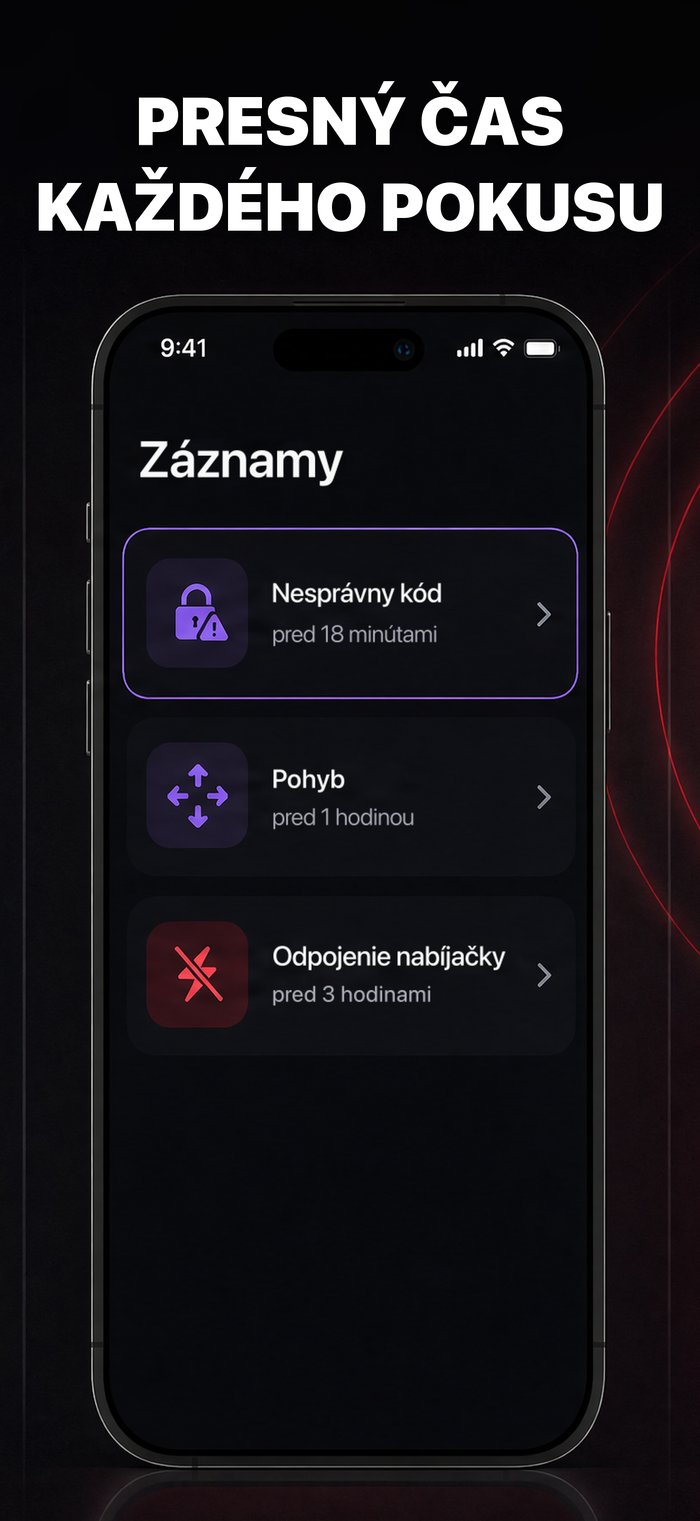 PRESNÝ ČAS
KAŽDÉHO POKUSU
9:41
Záznamy
Nesprávny kód
pred 18 minútami
Pohyb
pred 1 hodinou
Odpojenie nabíjačky
pred 3 hodinami